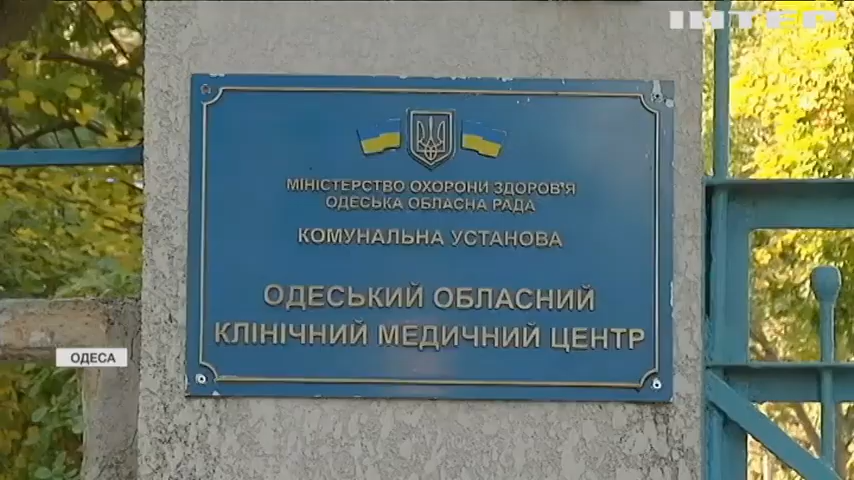 ІНТЕР
МІНІСТЕРСТВО ОХОРОНИ ЗДОРОВ'Я
ОДЕСЬКА ОБЛАСНА РАДА
КОМУНАЛЬНА УСТАНОВА
ОДЕСЬКИЙ ОБЛАСНИЙ
КЛІНІЧНИЙ МЕДИЧНИЙ ЦЕНТР
ОДЕСА